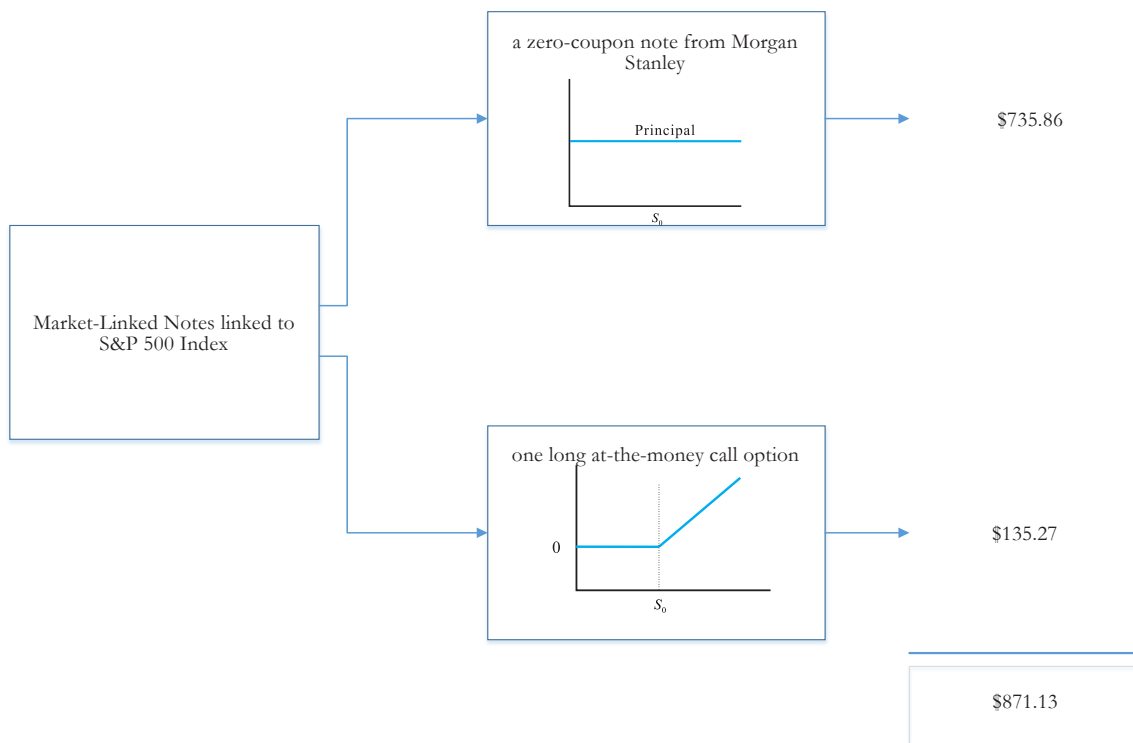 a zero-coupon note from Morgan
Stanley
Principal
S0
$735.86
Market-Linked Notes linked to
S&P 500 Index
one long at-the-money call option
0
S0
$135.27
$871.13